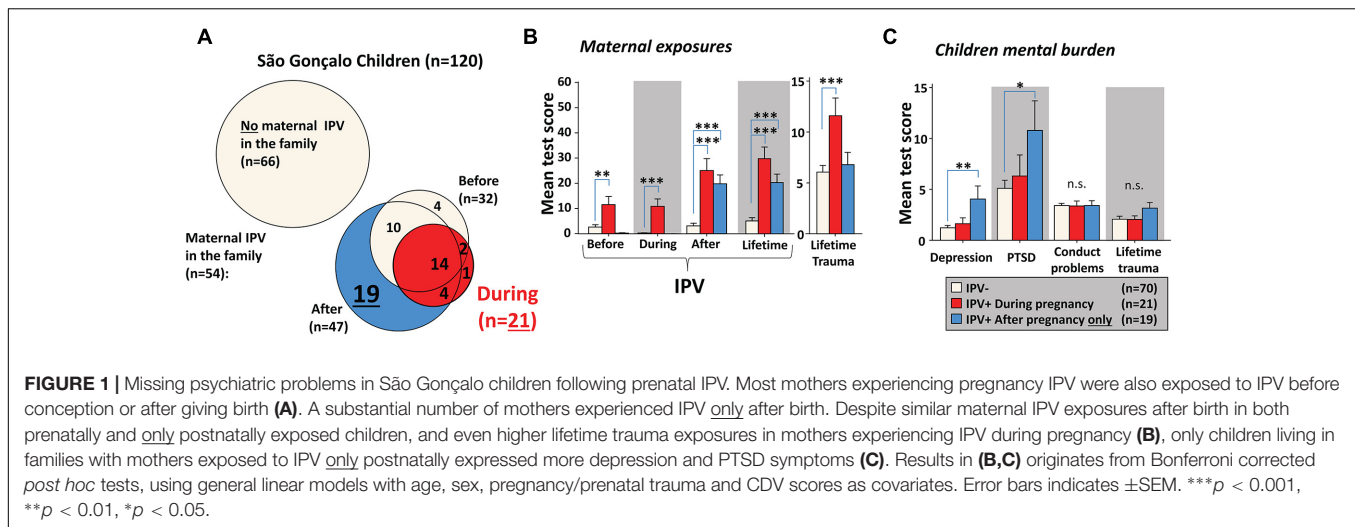 A
São Gonçalo Children (n=120)
No maternal IPV
in the family
(n=66)
Maternal IPV
in the family
(n=54):
Before
(n=32)
4
10
2
14
1
4
19
After
(n=47)
During
(n=21)
B
Maternal exposures
Mean test score
60
50
40
30
20
10
0
** *** *** *** *** ***
Before During After Lifetime
IPV
15
10
5
0
***
Lifetime
Trauma
C
Children mental burden
Mean test score
15
10
5
0
** * n.s. n.s.
Depression PTSD Conduct problems Lifetime trauma
IPV- (n=70)
IPV+ During pregnancy (n=21)
IPV+ After pregnancy only (n=19)
FIGURE 1 | Missing psychiatric problems in São Gonçalo children following prenatal IPV. Most mothers experiencing pregnancy IPV were also exposed to IPV before
conception or after giving birth (A). A substantial number of mothers experienced IPV only after birth. Despite similar maternal IPV exposures after birth in both
prenatally and only postnatally exposed children, and even higher lifetime trauma exposures in mothers experiencing IPV during pregnancy (B), only children living in
families with mothers exposed to IPV only postnatally expressed more depression and PTSD symptoms (C). Results in (B,C) originates from Bonferroni corrected
post hoc tests, using general linear models with age, sex, pregnancy/prenatal trauma and CDV scores as covariates. Error bars indicates ±SEM. ***p < 0.001,
**p < 0.01, *p < 0.05.